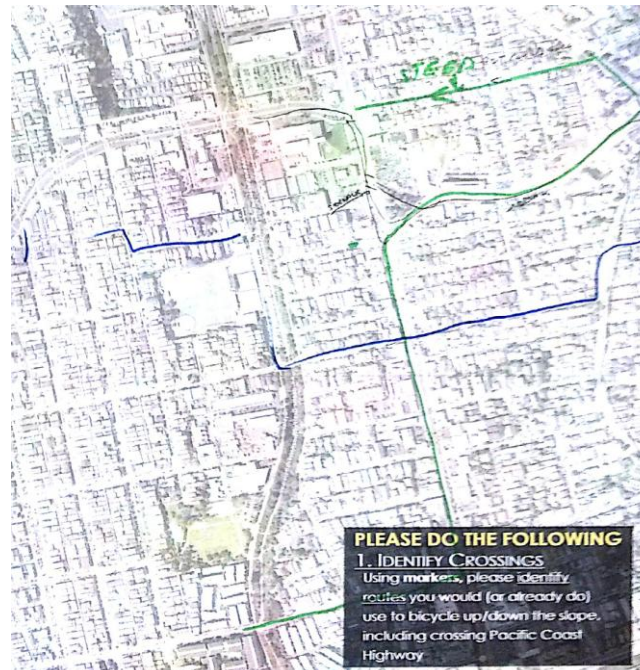 STEEP
PLEASE DO THE FOLLOWING
1. IDENTIFY CROSSINGS
Using markers, please identify
routes you would (or already do)
use to bicycle up/down the slope,
including crossing Pacific Coast
Highway